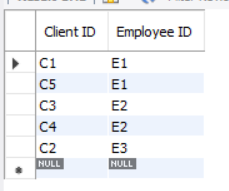 Client ID Employee ID
C1 E1
C5 E1
C3 E2
C4 E2
C2 E3
NULL NULL